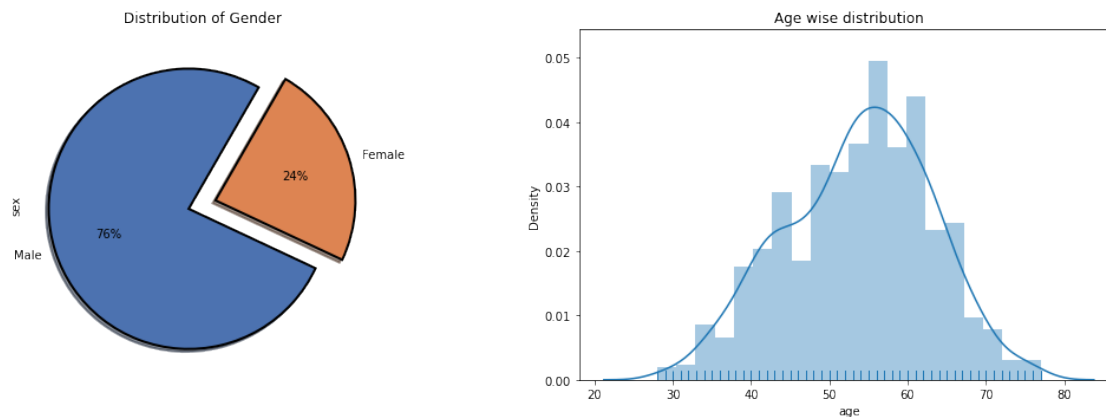 Distribution of Gender
Female
24%
sex
76%
Male
Age wise distribution
0.05
0.04
0.03
Density
0.02
0.01
0.00
20 30 40 50 60 70 80
age